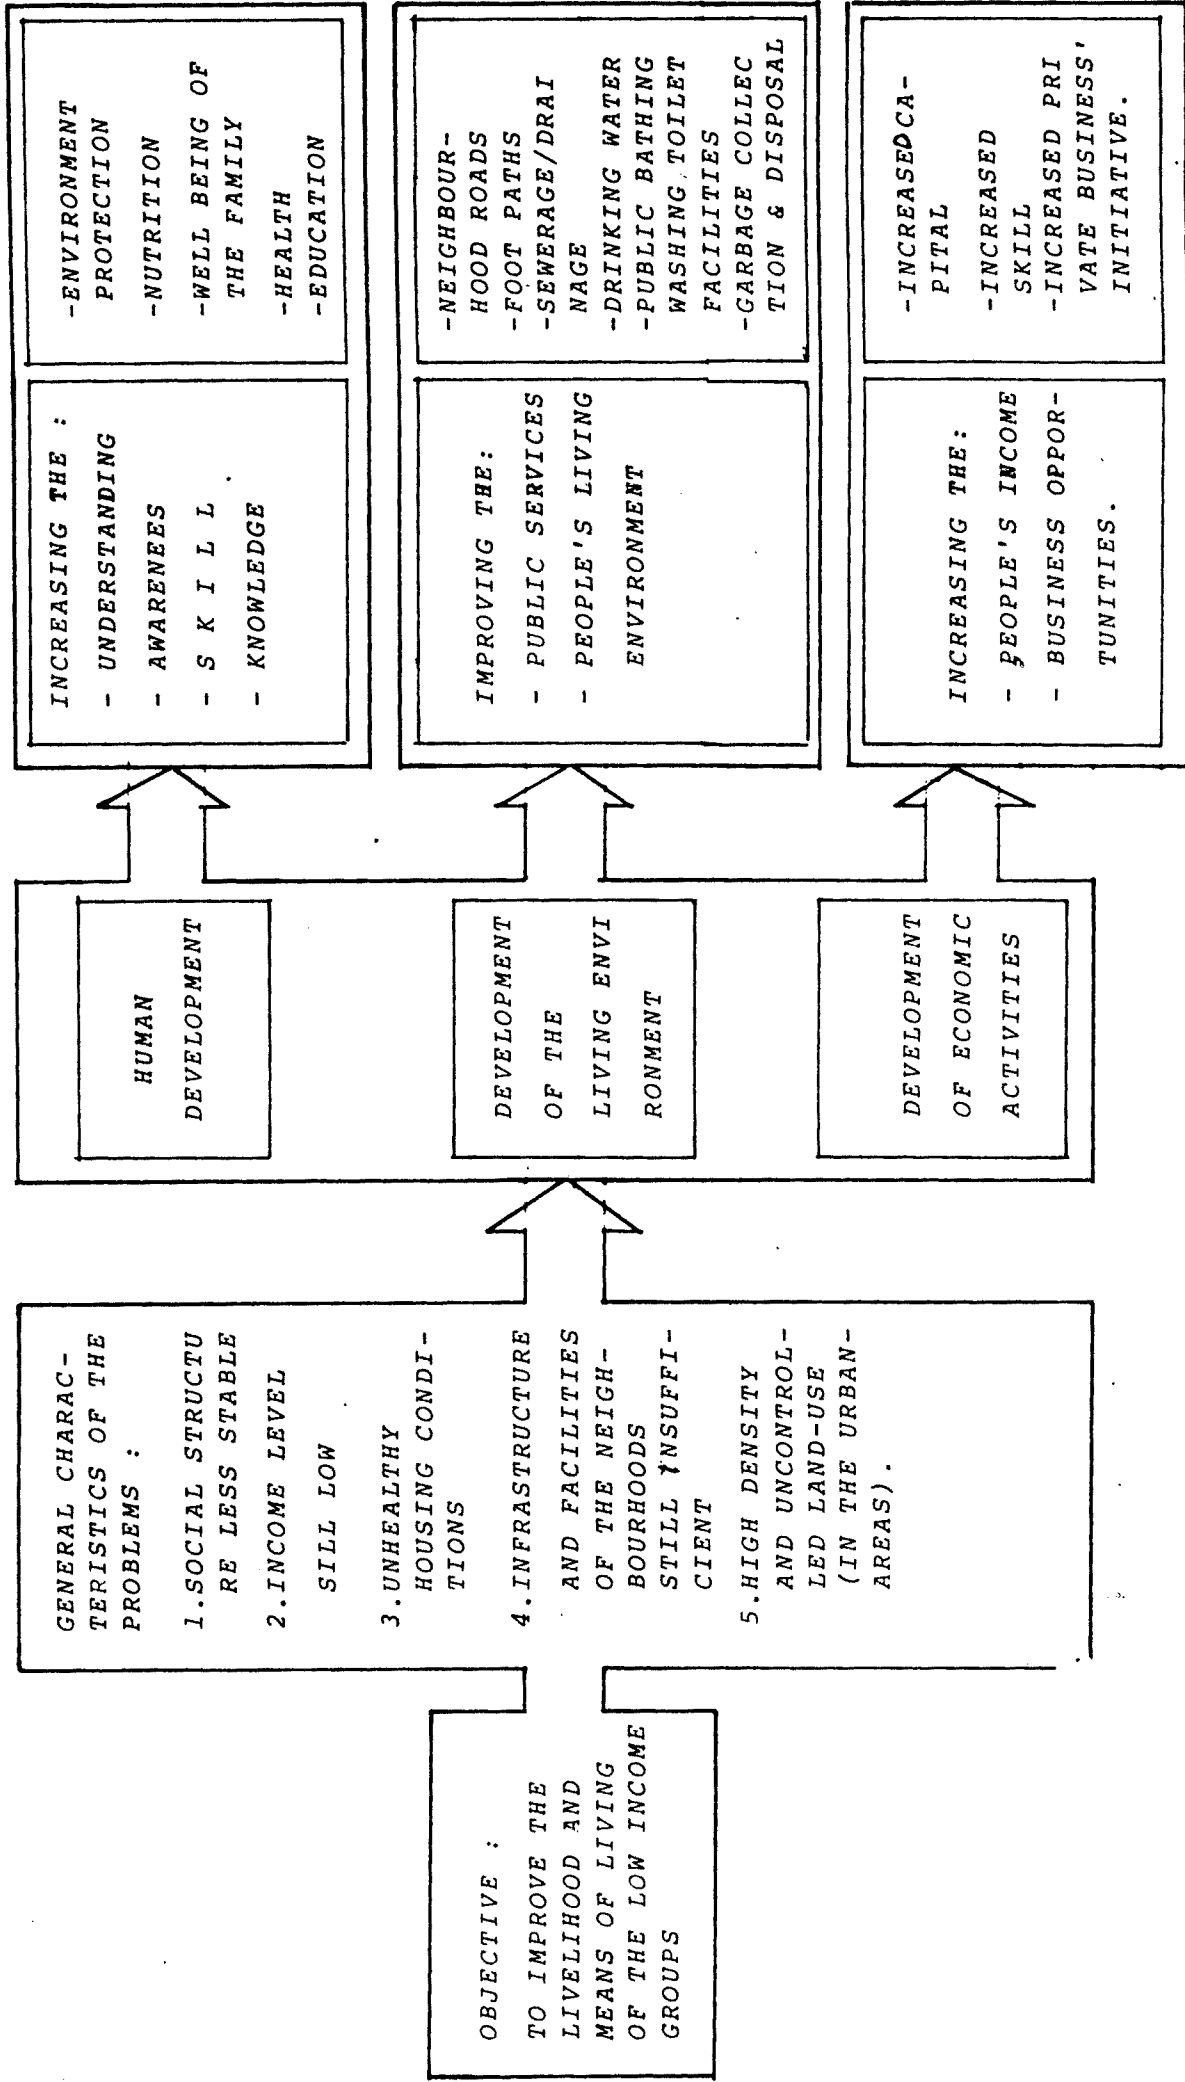 OBJECTIVE :
TO IMPROVE THE
LIVELIHOOD AND
MEANS OF LIVING
OF THE LOW INCOME
GROUPS
GENERAL CHARAC-
TERISTICS OF THE
PROBLEMS :
1.SOCIAL STRUCTU
RE LESS STABLE
2.INCOME LEVEL
SILL LOW
3.UNHEALTHY
HOUSING CONDI-
TIONS
4.INFRASTRUCTURE
AND FACILITIES
OF THE NEIGH-
BOURHOODS
STILL INSUFFI-
CIENT
5.HIGH DENSITY
AND UNCONTROL-
LED LAND-USE
(IN THE URBAN-
AREAS).
HUMAN
DEVELOPMENT
DEVELOPMENT
OF THE
LIVING ENVI
RONMENT
DEVELOPMENT
OF ECONOMIC
ACTIVITIES
INCREASING THE :
- UNDERSTANDING
- AWARENEES
- S K I L L
- KNOWLEDGE
-ENVIRONMENT
PROTECTION
-NUTRITION
-WELL BEING OF
THE FAMILY
-HEALTH
-EDUCATION
IMPROVING THE:
- PUBLIC SERVICES
- PEOPLE'S LIVING
ENVIRONMENT
-NEIGHBOUR-
HOOD ROADS
-FOOT PATHS
-SEWERAGE/DRAI
NAGE
-DRINKING WATER
-PUBLIC BATHING
WASHING TOILET
FACILITIES
-GARBAGE COLLEC
TION & DISPOSAL
INCREASING THE:
- PEOPLE'S INCOME
- BUSINESS OPPOR-
TUNITIES.
-INCREASED CA-
PITAL
-INCREASED
SKILL
-INCREASED PRI
VATE BUSINESS'
INITIATIVE.